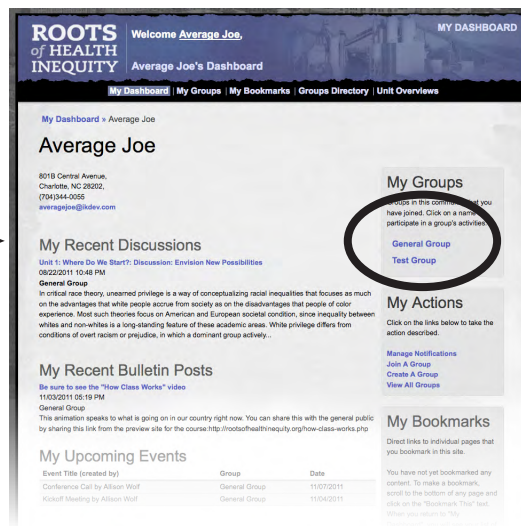 ROOTS
of HEALTH
INEQUITY
Welcome Average Joe,
Average Joe's Dashboard
MY DASHBOARD
My Dashboard | My Groups | My Bookmarks | Groups Directory | Unit Overviews
My Dashboard » Average Joe
Average Joe
801B Central Avenue,
Charlotte, NC 28202,
(704)344-0055
averagejoe@ikdev.com
My Recent Discussions
Unit 1: Where Do We Start?: Discussion: Envision New Possibilities
08/22/2011 10:48 PM
General Group
In critical race theory, unearned privilege is a way of conceptualizing racial inequalities that focuses as much
on the advantages that white people accrue from society as on the disadvantages that people of color
experience. Most such theories focus on American and European societal condition, since inequality between
whites and non-whites is a long-standing feature of these academic areas. White privilege differs from
conditions of overt racism or prejudice, in which a dominant group actively...
My Recent Bulletin Posts
Be sure to see the "How Class Works" video
11/03/2011 05:19 PM
General Group
This animation speaks to what is going on in our country right now. You can share this with the general public
by sharing this link from the preview site for the course:http://rootsofhealthinequity.org/how-class-works.php
My Upcoming Events
Event Title (created by) Group Date
Conference Call by Allison Wolf General Group 11/07/2011
Kickoff Meeting by Allison Wolf General Group 11/04/2011
My Groups
Groups in this that you
have joined. Click on a name
participate in a group's activities.
General Group
Test Group
My Actions
Click on the links below to take the
action described.
Manage Notifications
Join A Group
Create A Group
View All Groups
My Bookmarks
Direct links to individual pages that
you bookmark in this site.
You have not yet bookmarked any
content. To make a bookmark,
scroll to the bottom of any page and
click on the "Bookmark This" text.
When you return to "My